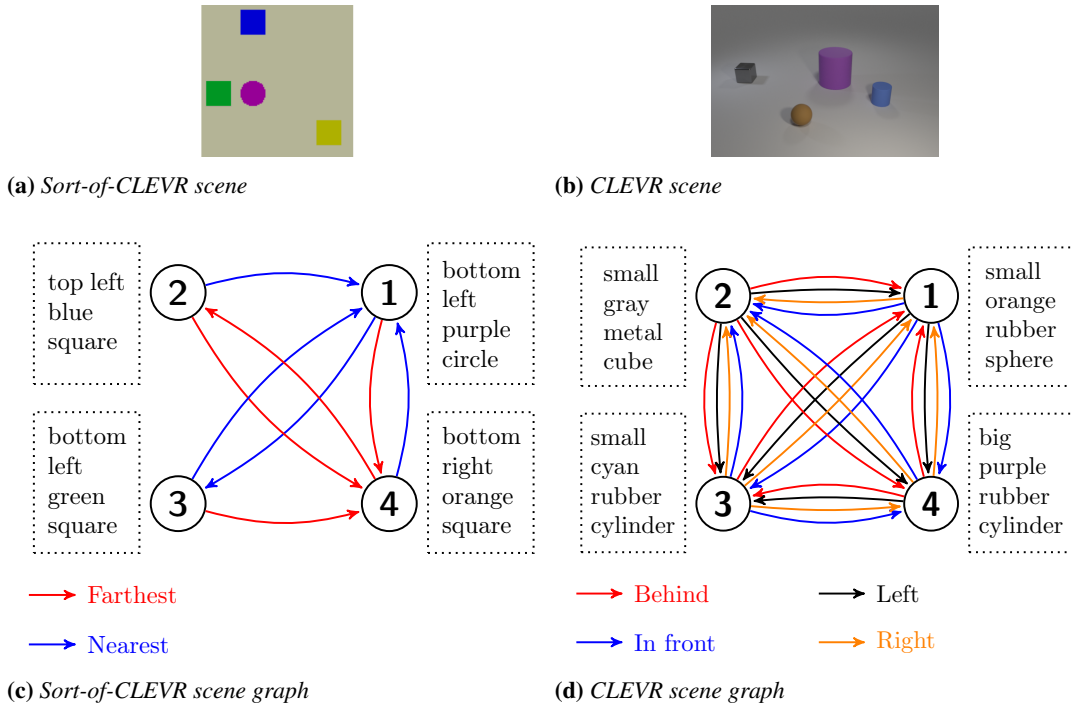 (a) Sort-of-CLEVR scene
(b) CLEVR scene
top left
blue
square
2
1
bottom
left
purple
circle
bottom
left
green
square
3
4
bottom
right
orange
square
Farthest
Nearest
(c) Sort-of-CLEVR scene graph
small
gray
metal
cube
2
1
small
orange
rubber
sphere
small
cyan
rubber
cylinder
3
4
big
purple
rubber
cylinder
Behind
Left
In front
Right
(d) CLEVR scene graph